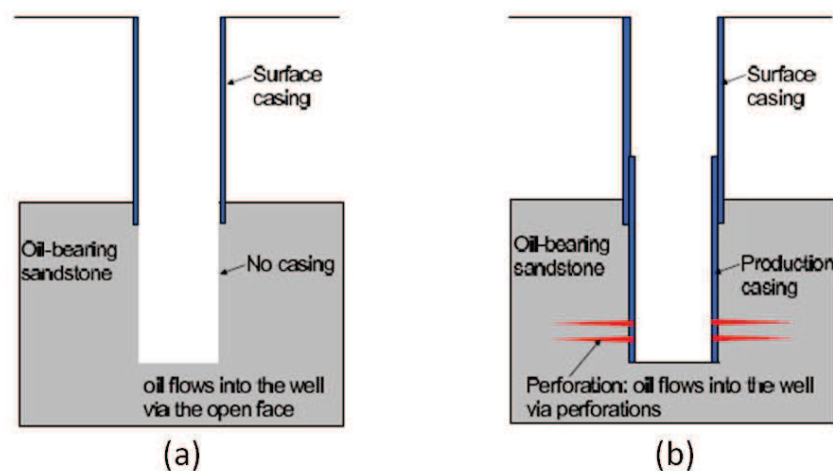 Surface
casing
Oil-bearing
sandstone
No casing
oil flows into the well
via the open face
(a)
Surface
casing
Oil-bearing
sandstone
Production
casing
Perforation: oil flows into the well
via perforations
(b)